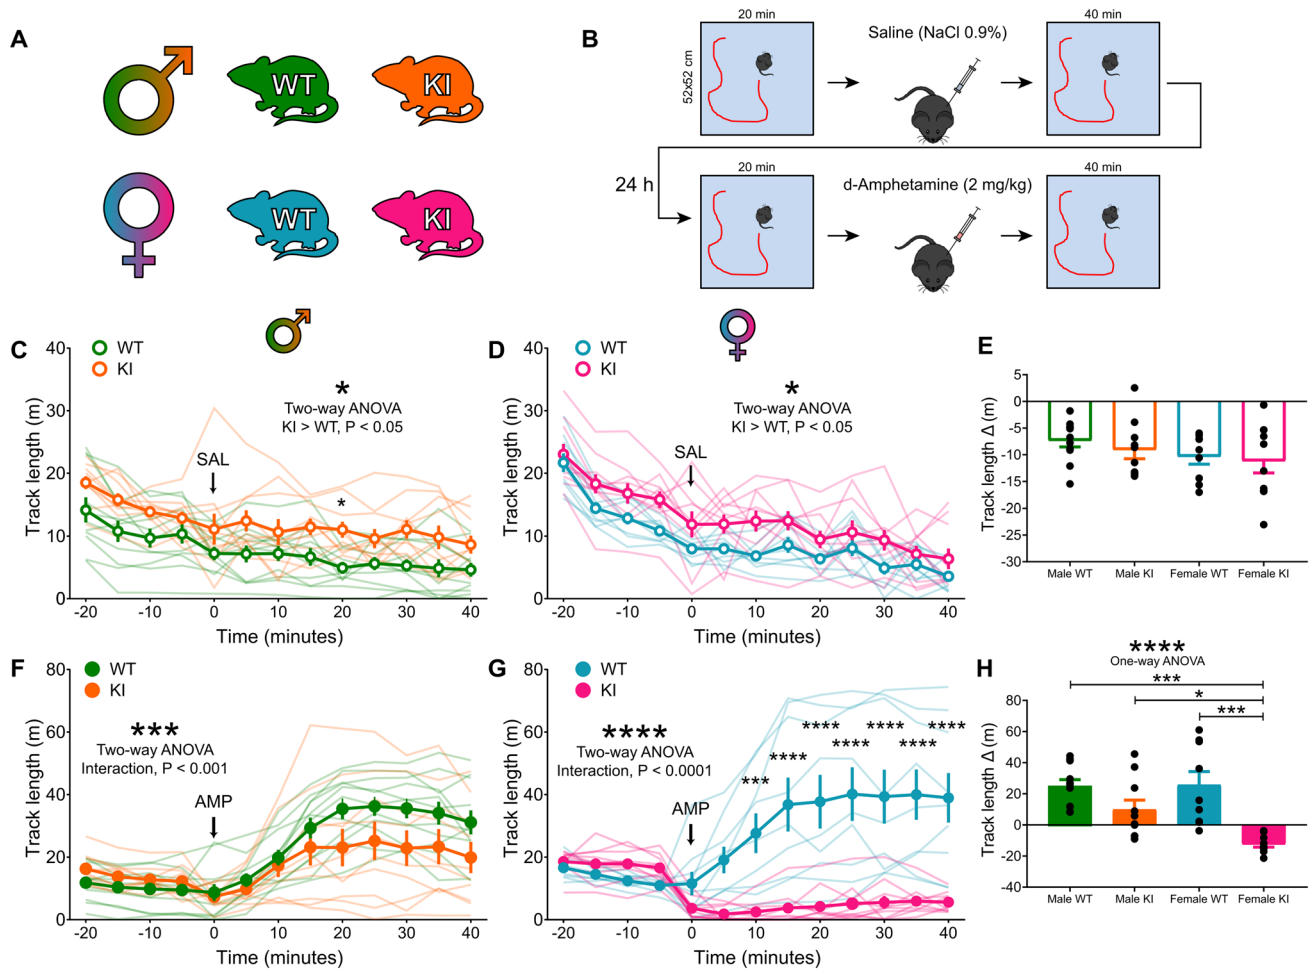 A
WT
KI
WT
KI
B
20 min
Saline (NaCl 0.9%)
40 min
52x52 cm
24 h
20 min
d-Amphetamine (2 mg/kg)
40 min
C
WT
KI
*
Two-way ANOVA
KI > WT, P < 0.05
SAL
*
Track length (m)
40
30
20
10
0
-20
-10
0
10
20
30
40
Time (minutes)
D
WT
KI
*
Two-way ANOVA
KI > WT, P < 0.05
SAL
Track length (m)
40
30
20
10
0
-20
-10
0
10
20
30
40
Time (minutes)
E
Track length Δ (m)
5
0
-5
-10
-15
-20
-25
-30
Male WT
Male KI
Female WT
Female KI
F
WT
KI
***
Two-way ANOVA
Interaction, P < 0.001
AMP
Track length (m)
80
60
40
20
0
-20
-10
0
10
20
30
40
Time (minutes)
G
WT
KI
****
Two-way ANOVA
Interaction, P < 0.0001
AMP
***
****
****
****
****
****
****
Track length (m)
80
60
40
20
0
-20
-10
0
10
20
30
40
Time (minutes)
H
****
One-way ANOVA
***
*
***
Track length Δ (m)
80
60
40
20
0
-20
-40
Male WT
Male KI
Female WT
Female KI